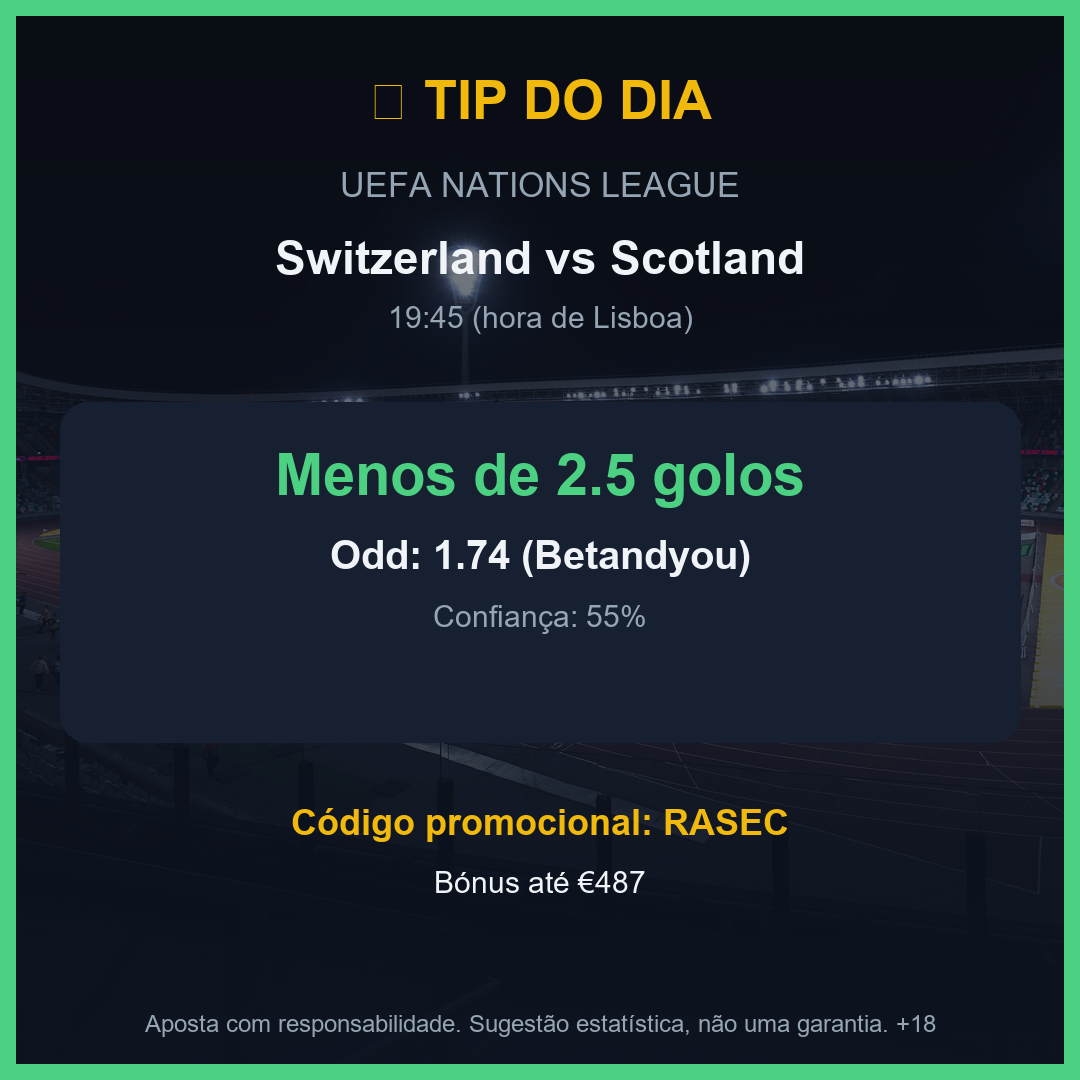 TIP DO DIA
UEFA NATIONS LEAGUE
Switzerland vs Scotland
19:45 (hora de Lisboa)
Menos de 2.5 golos
Odd: 1.74 (Betandyou)
Confiança: 55%
Código promocional: RASEC
Bónus até €487
Aposta com responsabilidade. Sugestão estatística, não uma garantia. +18